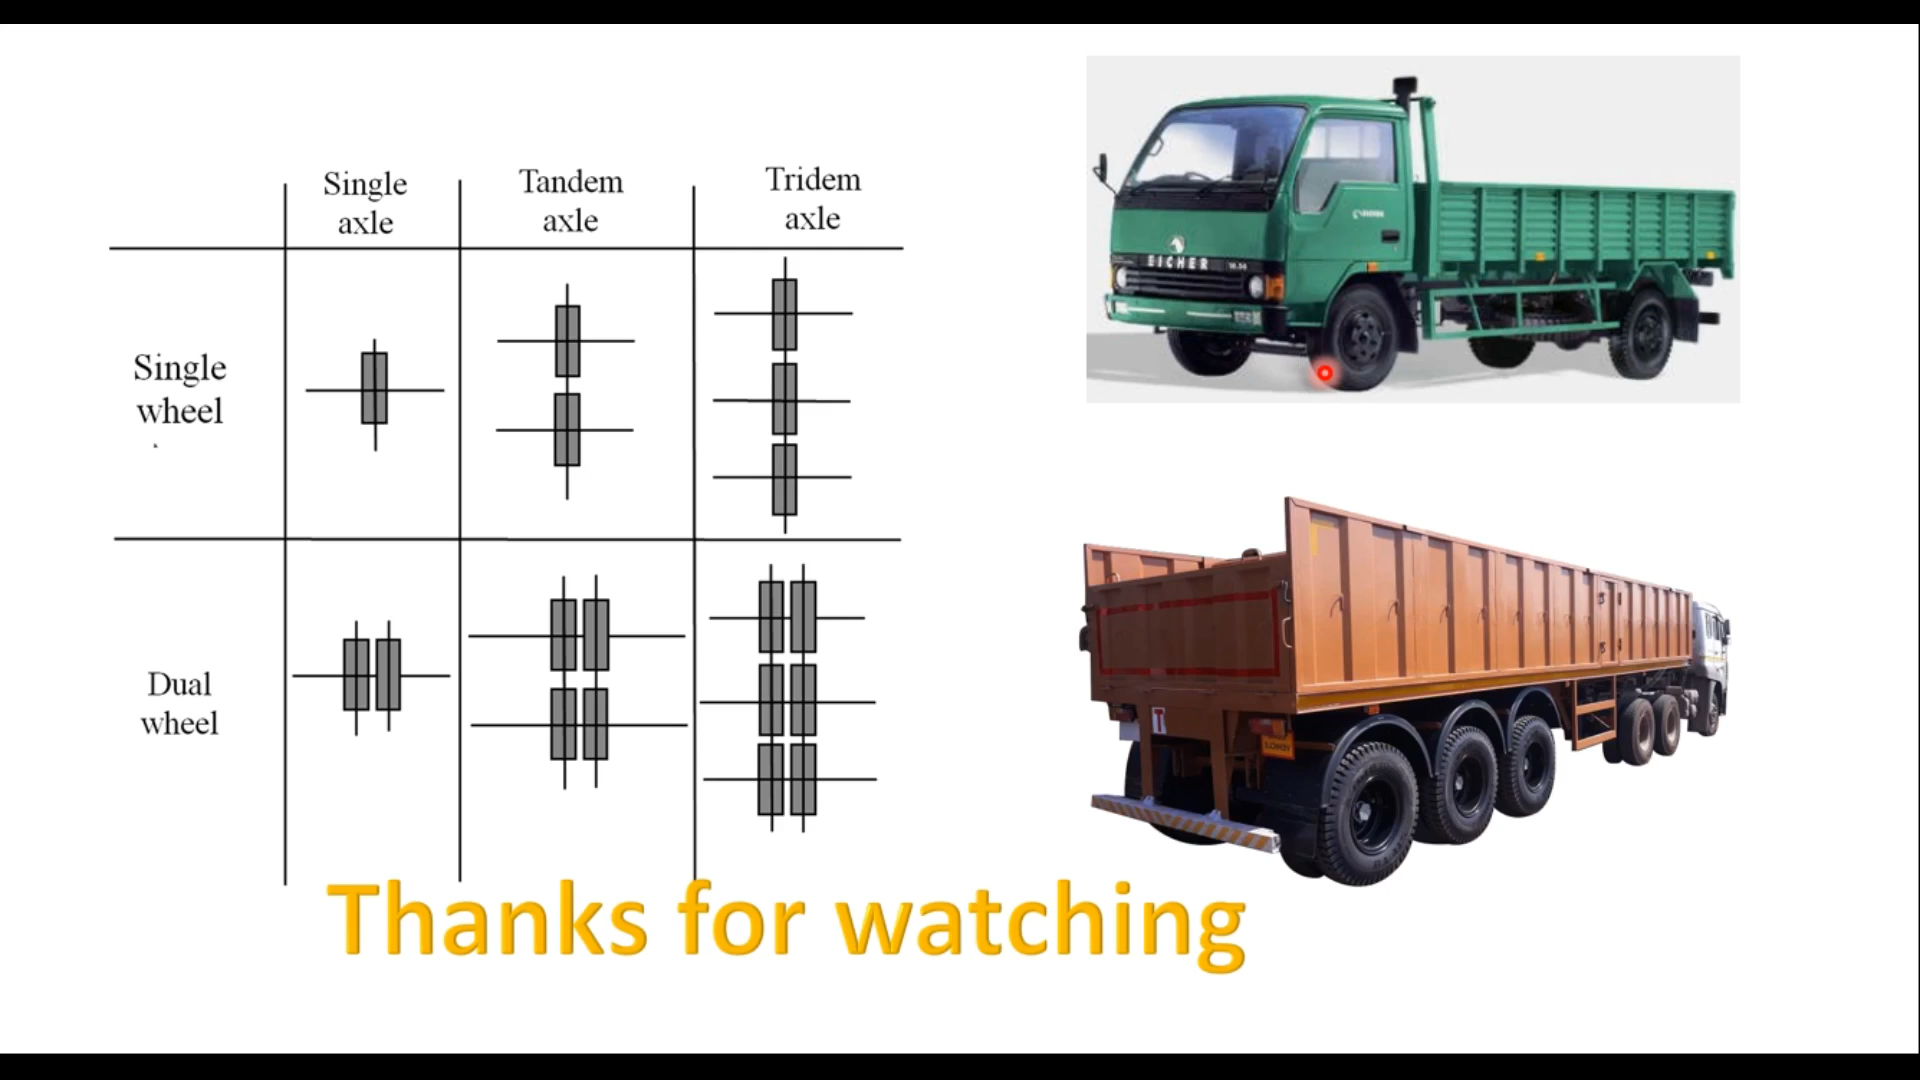 Single
axle
Tandem
axle
Tridem
axle
Single
wheel
Dual
wheel
EICHER
Thanks for watching